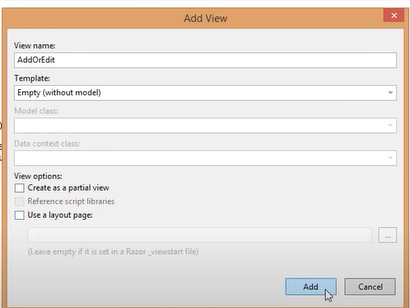 Add View
View name:
AddOrEdit
Template:
Empty (without model)
Model class:
Data context class:
View options:
Create as a partial view
Reference script libraries
Use a layout page:
...
(Leave empty if it is set in a Razor _viewstart file)
Add Cancel